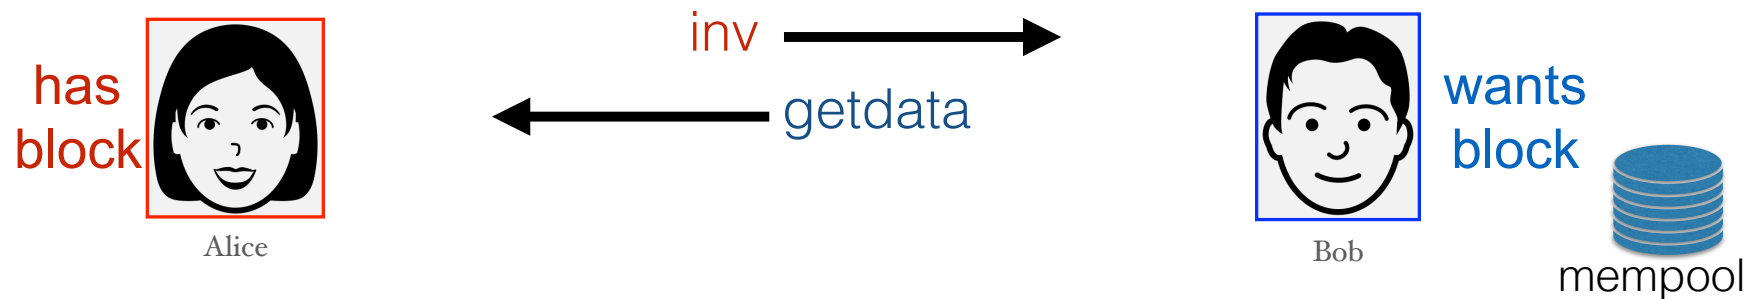 inv
has
block
getdata
wants
block
Alice
Bob
mempool